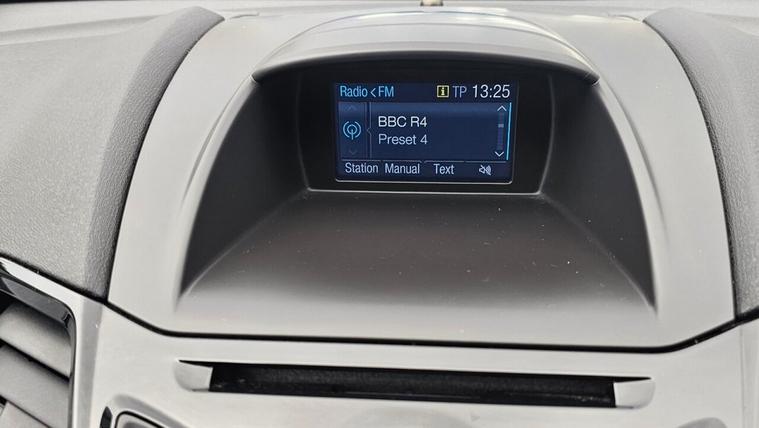 Radio < FM TP 13:25
BBC R4
Preset 4
Station Manual Text